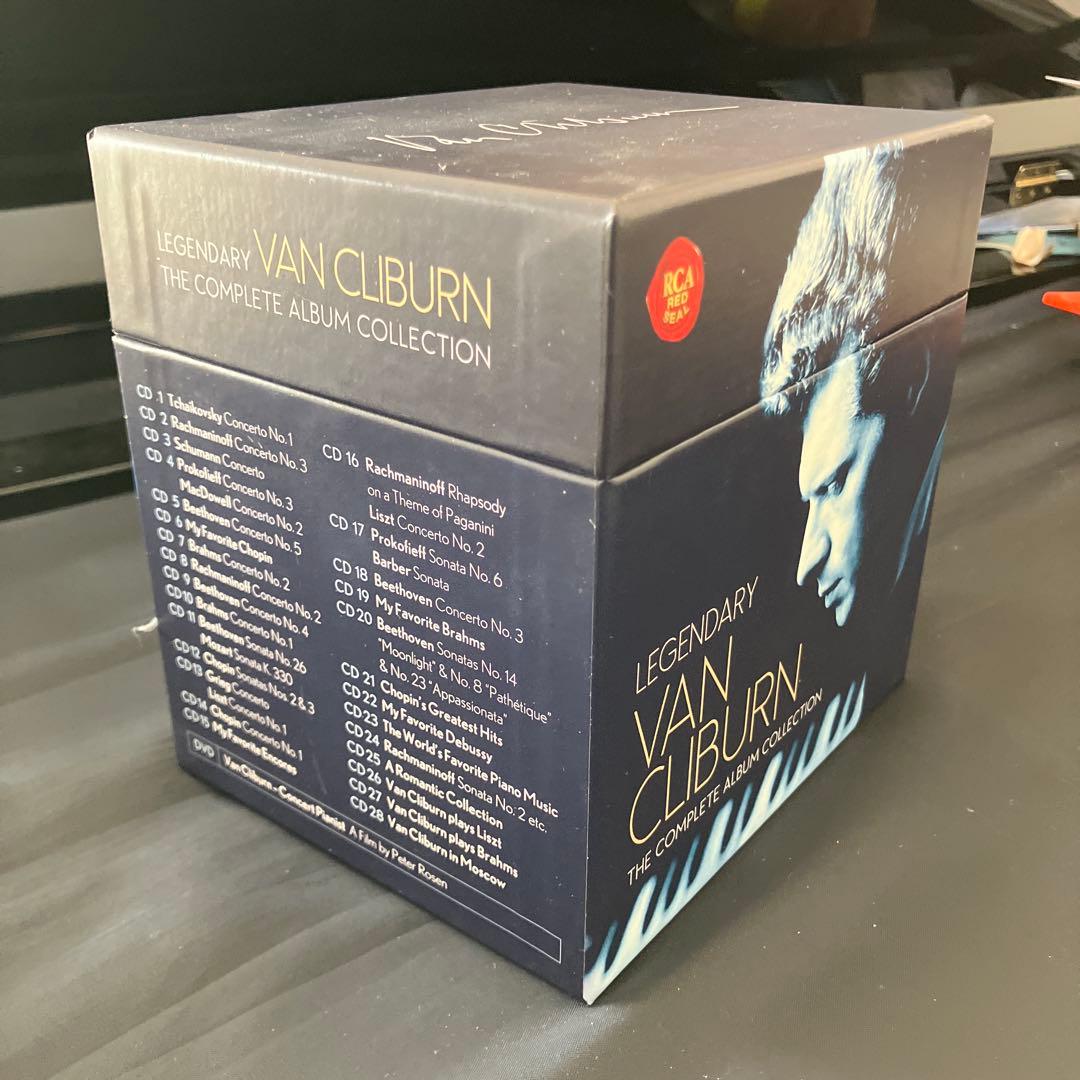 Van Cliburn
LEGENDARY VAN CLIBURN
THE COMPLETE ALBUM COLLECTION
CD 1 Tchaikovsky Concerto No. 1
CD 2 Rachmaninoff Concerto No. 3
CD 3 Schumann Concerto
CD 4 Prokofieff Concerto No. 3
MacDowell Concerto No. 2
CD 5 Beethoven Concerto No. 5
CD 6 My Favorite Chopin
CD 7 Brahms Concerto No. 2
CD 8 Rachmaninoff Concerto No. 2
CD 9 Beethoven Concerto No. 4
CD 10 Brahms Concerto No. 1
CD 11 Beethoven Sonata No. 26
Mozart Sonata K. 330
CD 12 Chopin Sonatas Nos. 2 & 3
CD 13 Grieg Concerto
Liszt Concerto No. 1
CD 14 Chopin Concerto No. 1
CD 15 My Favorite Encores
CD 16 Rachmaninoff Rhapsody
on a Theme of Paganini
Liszt Concerto No. 2
CD 17 Prokofieff Sonata No. 6
Barber Sonata
CD 18 Beethoven Concerto No. 3
CD 19 My Favorite Brahms
CD 20 Beethoven Sonatas No. 14
"Moonlight" & No. 8 "Pathétique"
& No. 23 "Appassionata"
CD 21 Chopin's Greatest Hits
CD 22 My Favorite Debussy
CD 23 The World's Favorite Piano Music
CD 24 Rachmaninoff Sonata No. 2 etc.
CD 25 A Romantic Collection
CD 26 Van Cliburn plays Liszt
CD 27 Van Cliburn plays Brahms
CD 28 Van Cliburn in Moscow
DVD Van Cliburn – Concert Pianist A Film by Peter Rosen
RCA
RED
SEAL
LEGENDARY
VAN
CLIBURN
THE COMPLETE ALBUM COLLECTION